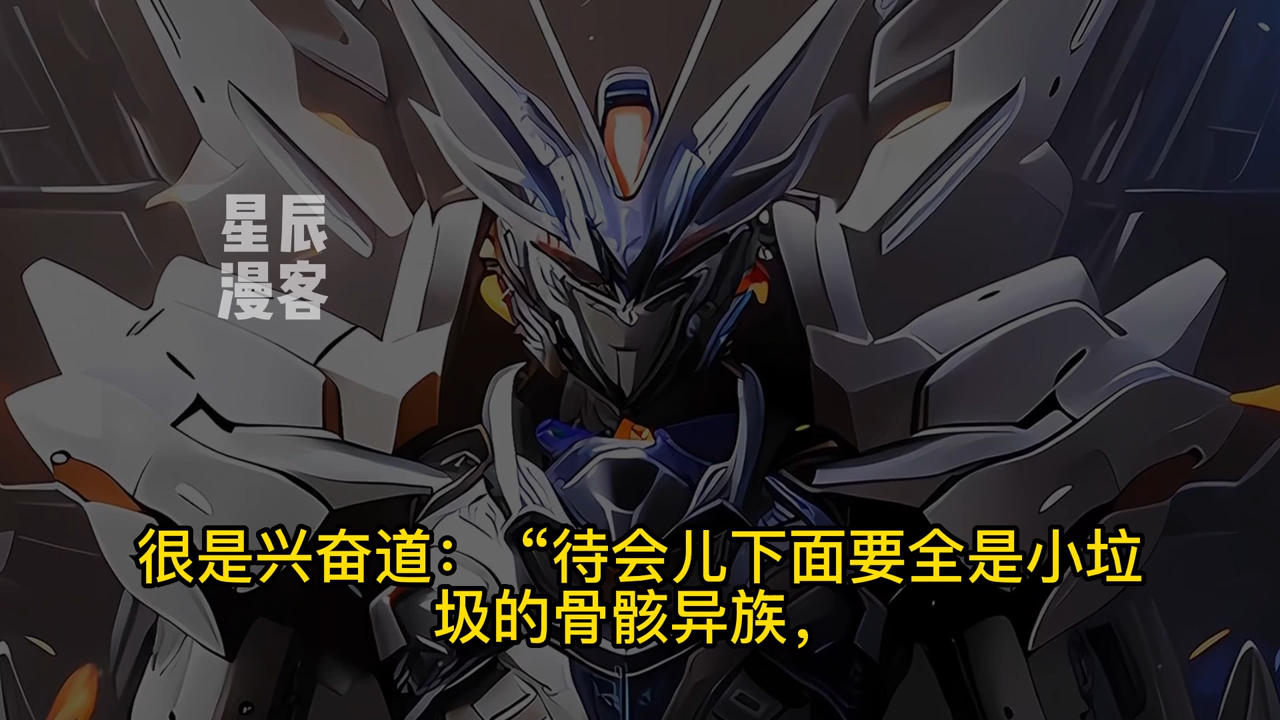 星辰
漫客
很是兴奋道：“待会儿下面要全是小垃
圾的骨骸异族，